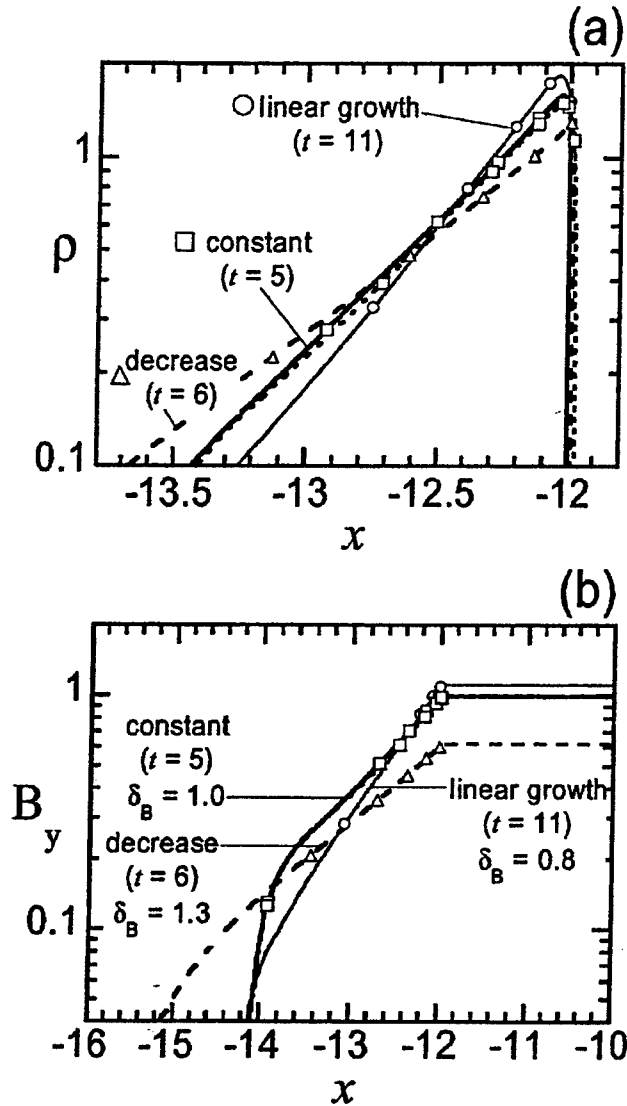 (a)
linear growth
(t = 11)
1
constant
(t = 5)
ρ
decrease
(t = 6)
0.1
-13.5 -13 -12.5 -12
x
(b)
1
constant
(t = 5)
δB = 1.0
linear growth
(t = 11)
δB = 0.8
By
decrease
(t = 6)
δB = 1.3
0.1
-16 -15 -14 -13 -12 -11 -10
x